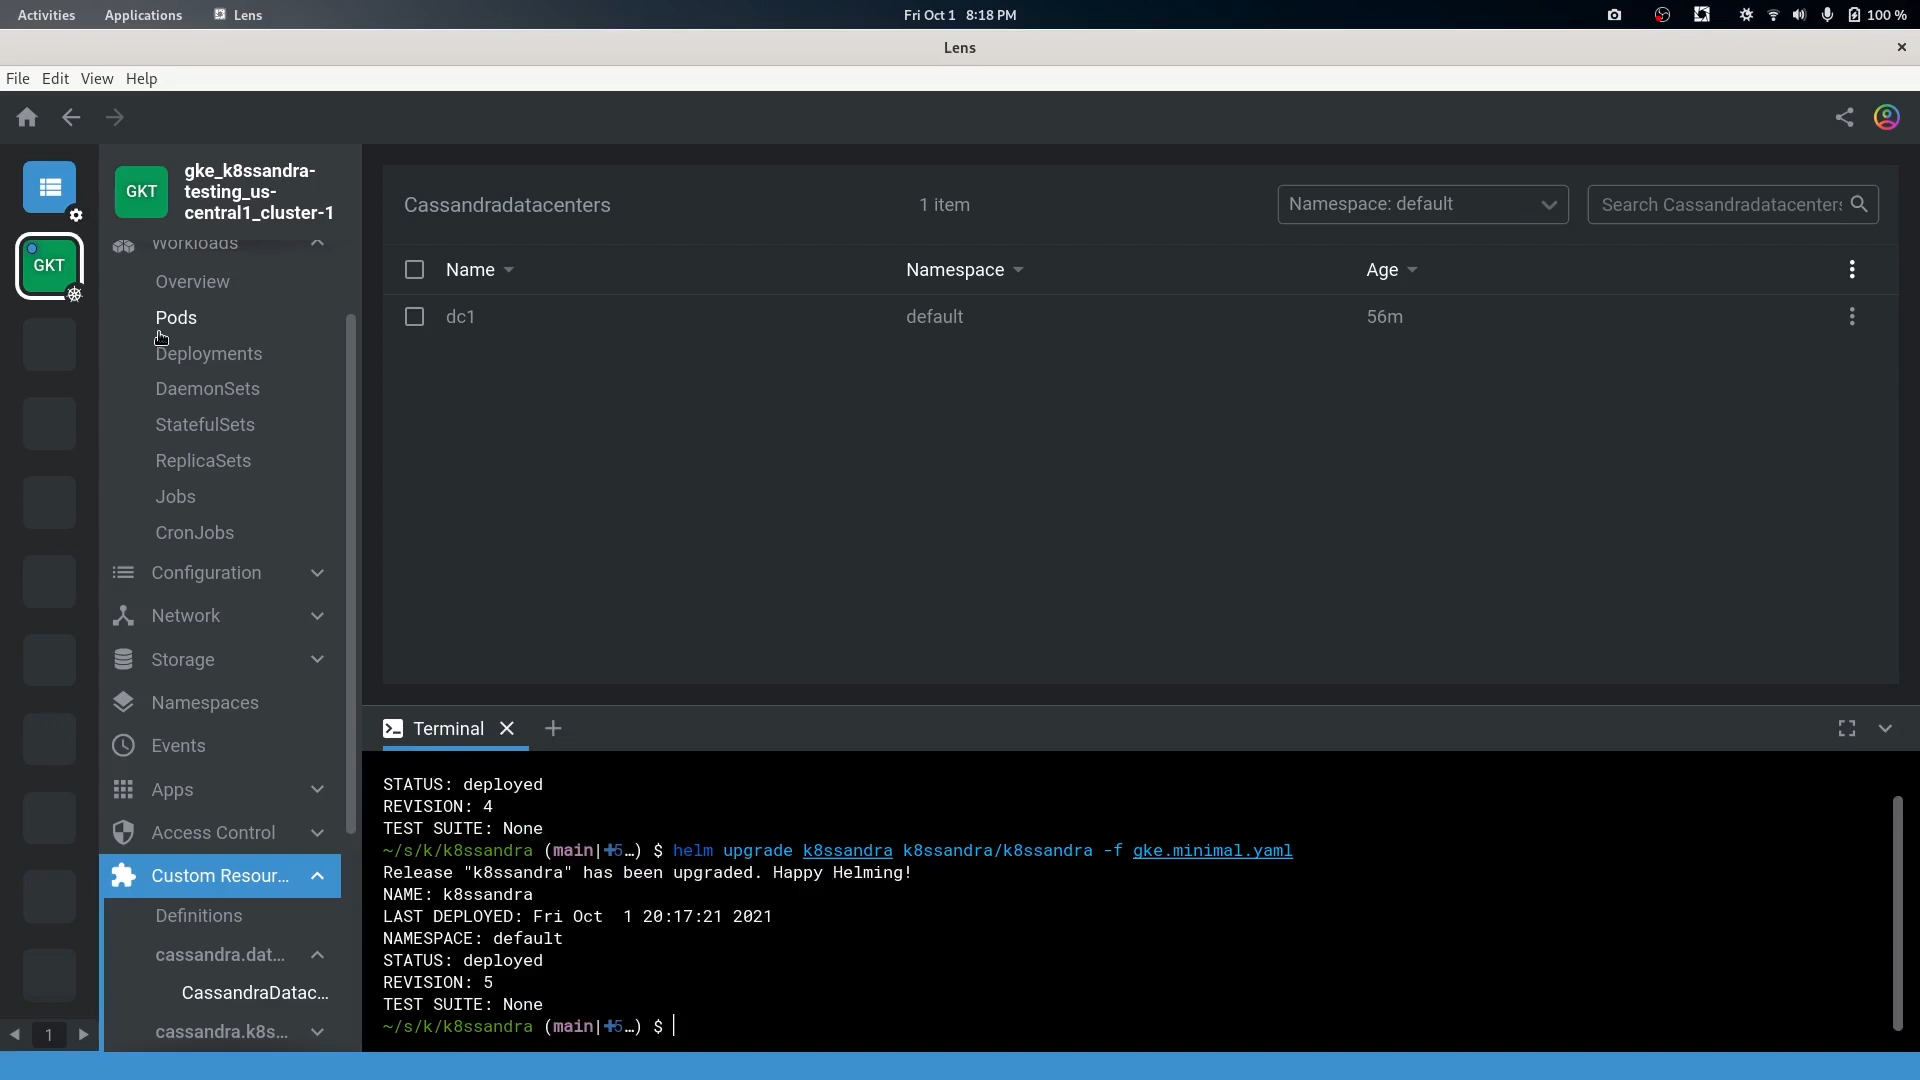 Activities Applications Lens Fri Oct 1 8:18 PM 100 %
Lens
File Edit View Help
GKT
gke_k8ssandra-
testing_us-
central1_cluster-1
GKT
Workloads
Overview
Pods
Deployments
DaemonSets
StatefulSets
ReplicaSets
Jobs
CronJobs
Configuration
Network
Storage
Namespaces
Events
Apps
Access Control
Custom Resour...
Definitions
cassandra.dat...
CassandraDatac...
cassandra.k8s...
1
Cassandradatacenters 1 item Namespace: default Search Cassandradatacenters
Name Namespace Age
dc1 default 56m
Terminal
STATUS: deployed
REVISION: 4
TEST SUITE: None
~/s/k/k8ssandra (main|✚5…) $ helm upgrade k8ssandra k8ssandra/k8ssandra -f gke.minimal.yaml
Release "k8ssandra" has been upgraded. Happy Helming!
NAME: k8ssandra
LAST DEPLOYED: Fri Oct  1 20:17:21 2021
NAMESPACE: default
STATUS: deployed
REVISION: 5
TEST SUITE: None
~/s/k/k8ssandra (main|✚5…) $